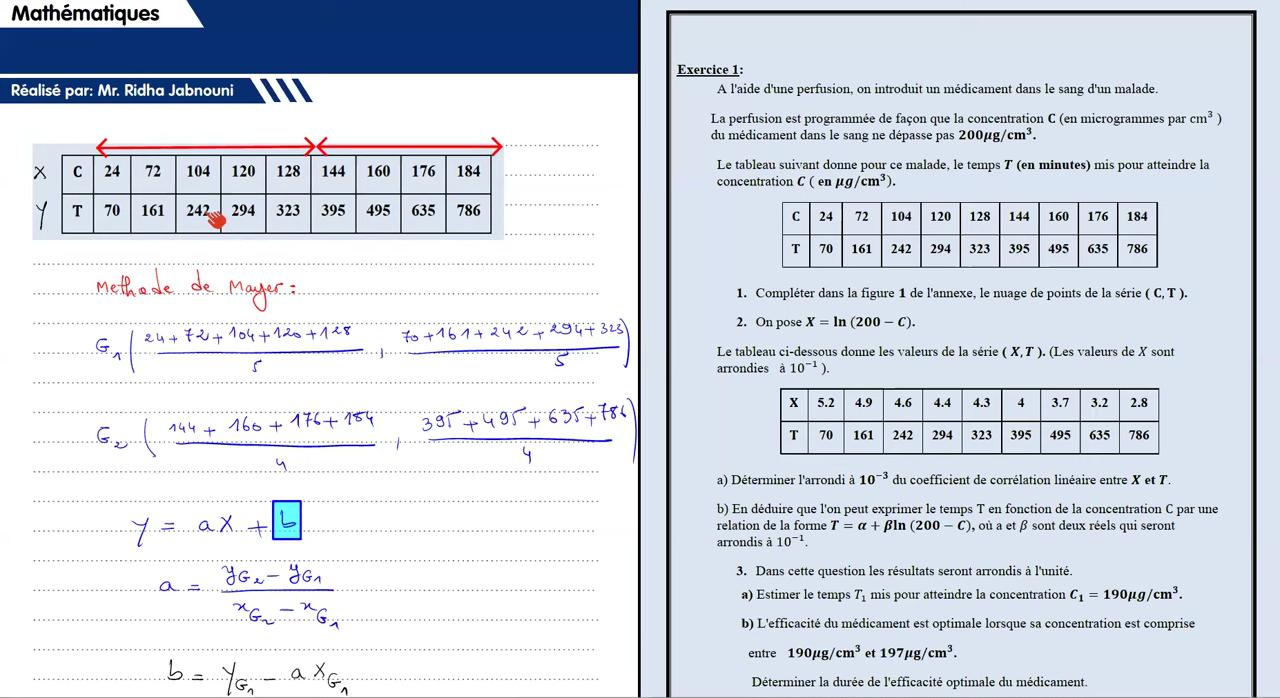 Mathématiques
Réalisé par: Mr. Ridha Jabnouni
X C 24 72 104 120 128 144 160 176 184
Y T 70 161 242 294 323 395 495 635 786
Methode de Mayer :
G1 ( (24+72+104+120+128)/5 , (70+161+242+294+323)/5 )
G2 ( (144+160+176+184)/4 , (395+495+635+786)/4 )
y = ax + b
a = (yG2 − yG1)/(xG2 − xG1)
b = yG1 − a xG1
Exercice 1:
A l'aide d'une perfusion, on introduit un médicament dans le sang d'un malade.
La perfusion est programmée de façon que la concentration C (en microgrammes par cm³ )
du médicament dans le sang ne dépasse pas 200μg/cm³.
Le tableau suivant donne pour ce malade, le temps T (en minutes) mis pour atteindre la
concentration C ( en μg/cm³).
C 24 72 104 120 128 144 160 176 184
T 70 161 242 294 323 395 495 635 786
1. Compléter dans la figure 1 de l'annexe, le nuage de points de la série ( C, T ).
2. On pose X = ln (200 − C).
Le tableau ci-dessous donne les valeurs de la série ( X, T ). (Les valeurs de X sont
arrondies à 10⁻¹ ).
X 5.2 4.9 4.6 4.4 4.3 4 3.7 3.2 2.8
T 70 161 242 294 323 395 495 635 786
a) Déterminer l'arrondi à 10⁻³ du coefficient de corrélation linéaire entre X et T.
b) En déduire que l'on peut exprimer le temps T en fonction de la concentration C par une
relation de la forme T = α + βln (200 − C), où a et β sont deux réels qui seront
arrondis à 10⁻¹.
3. Dans cette question les résultats seront arrondis à l'unité.
a) Estimer le temps T₁ mis pour atteindre la concentration C₁ = 190μg/cm³.
b) L'efficacité du médicament est optimale lorsque sa concentration est comprise
entre 190μg/cm³ et 197μg/cm³.
Déterminer la durée de l'efficacité optimale du médicament.